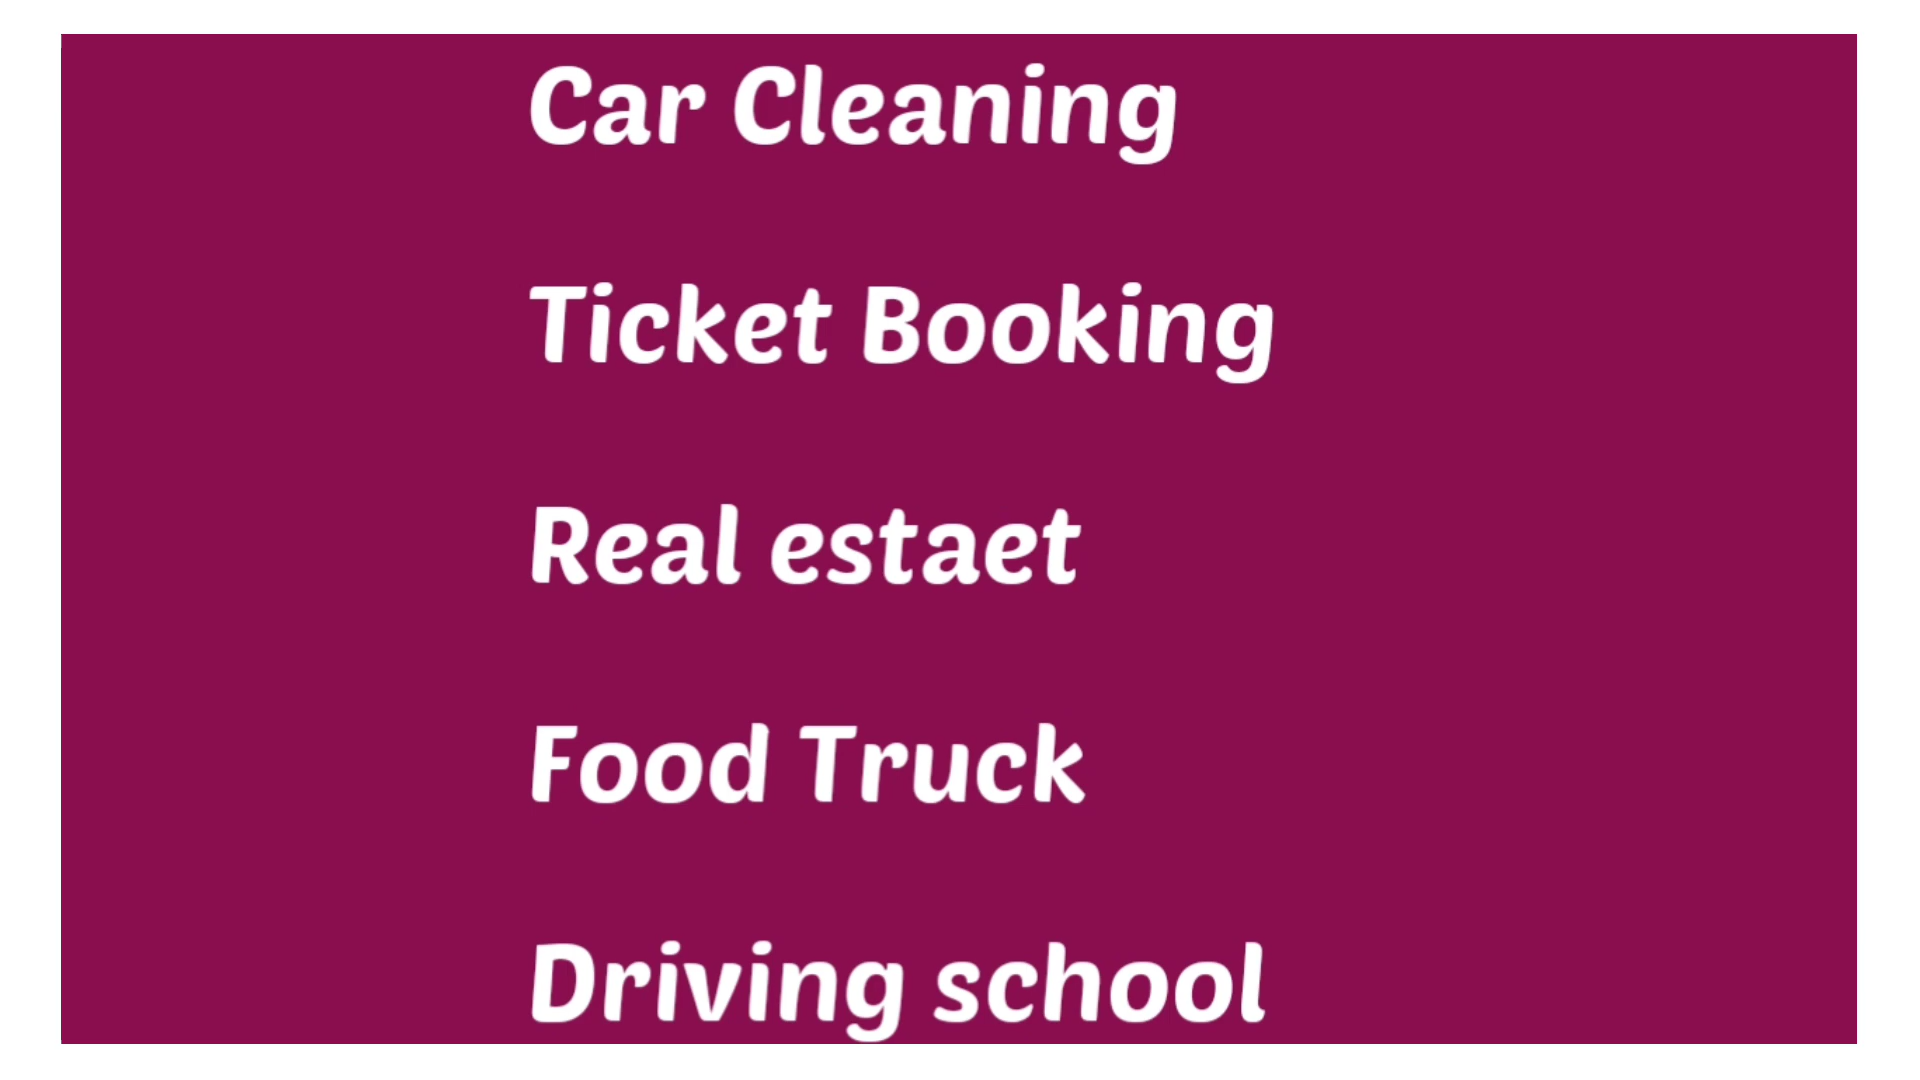 Car Cleaning
Ticket Booking
Real estaet
Food Truck
Driving school